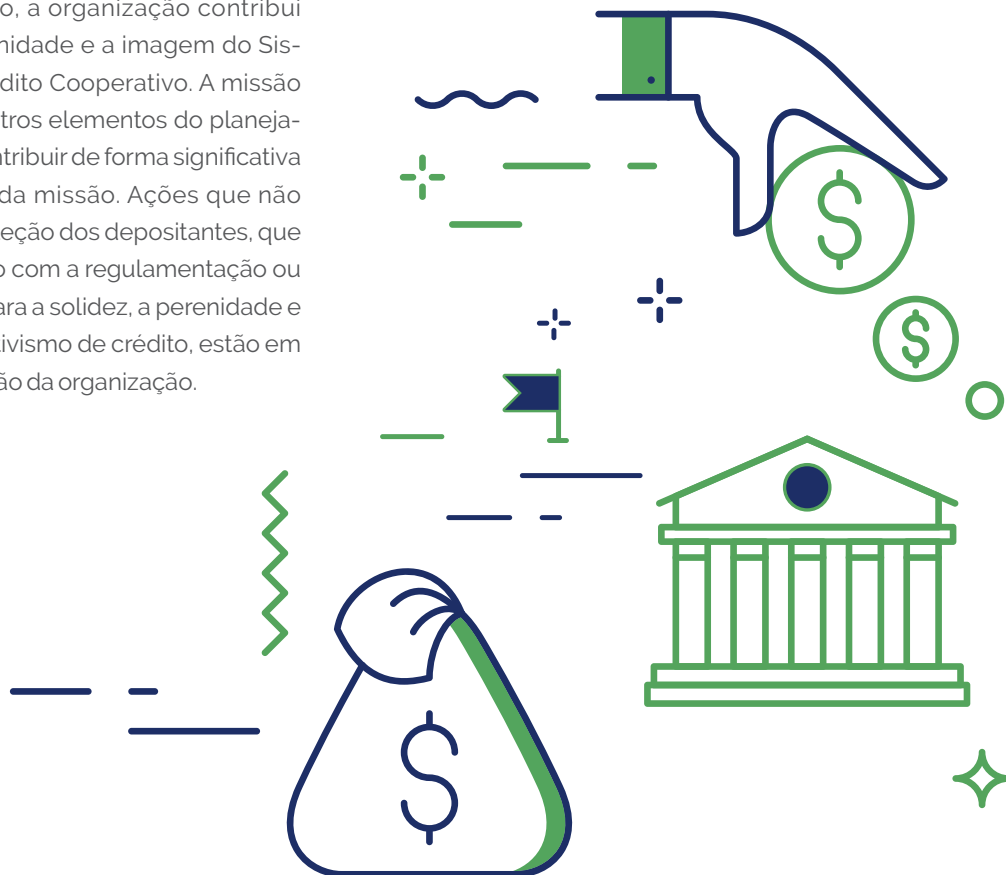 o, a organização contribui
nidade e a imagem do Sis-
dito Cooperativo. A missão
tros elementos do planeja-
ntribuir de forma significativa
da missão. Ações que não
eção dos depositantes, que
o com a regulamentação ou
ara a solidez, a perenidade e
ivismo de crédito, estão em
ão da organização.
$
$
$